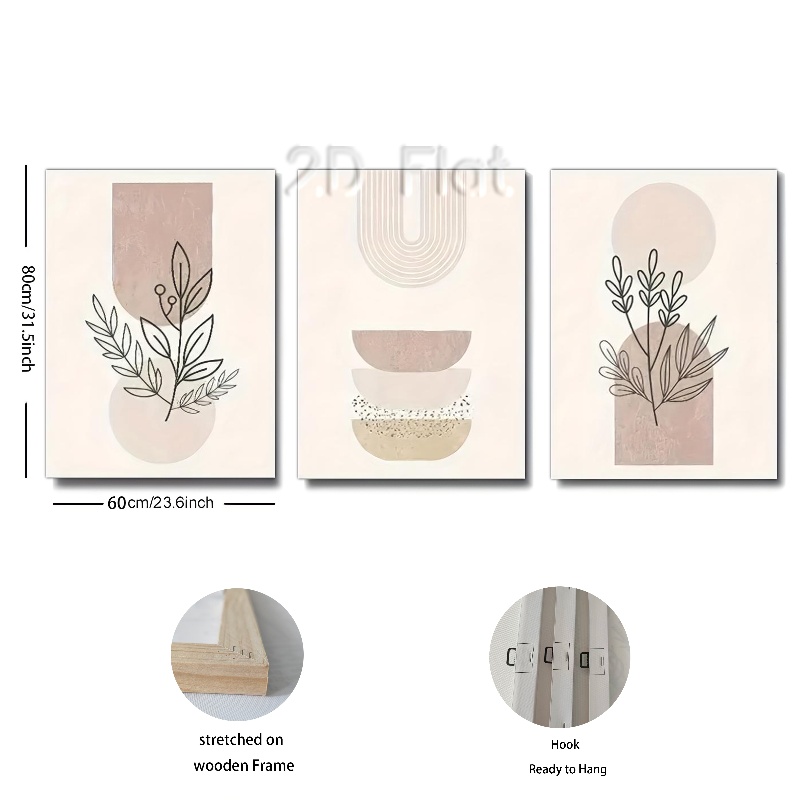 2D Flat
80cm/31.5inch
60cm/23.6inch
stretched on
wooden Frame
Hook
Ready to Hang